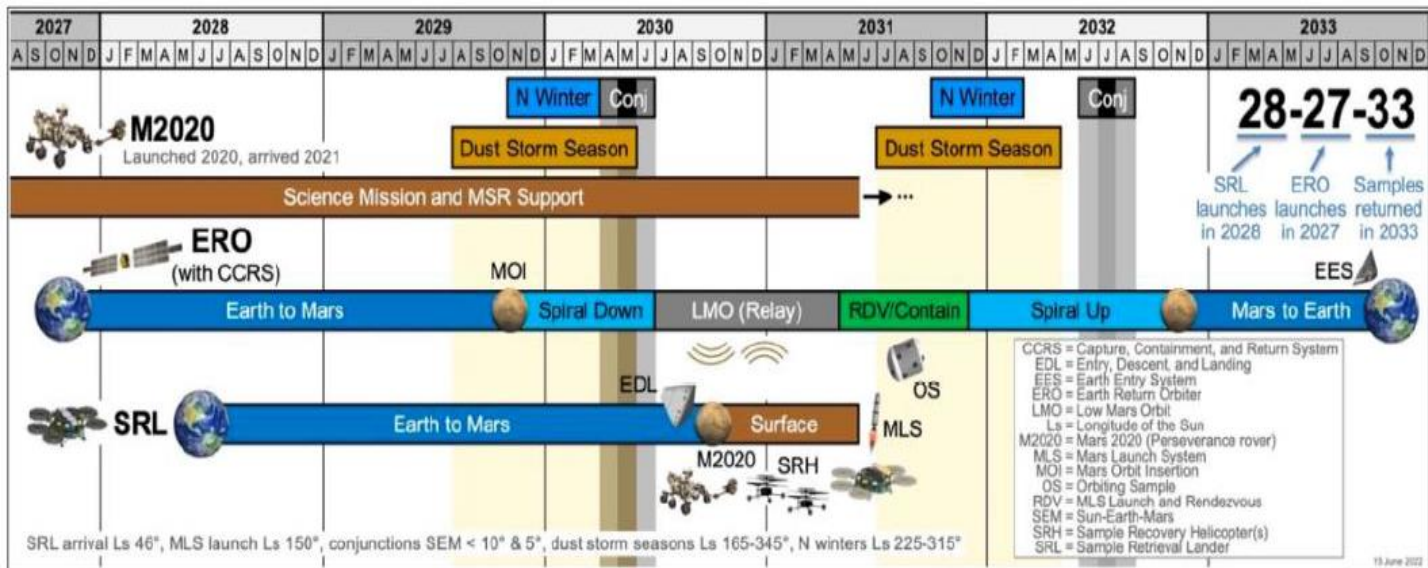 2027 2028 2029 2030 2031 2032 2033
A S O N D J F M A M J J A S O N D J F M A M J J A S O N D J F M A M J J A S O N D J F M A M J J A S O N D J F M A M J J A S O N D J F M A M J J A S O N D
N Winter Conj N Winter Conj
28-27-33
M2020
Launched 2020, arrived 2021
Dust Storm Season Dust Storm Season
SRL launches in 2028
ERO launches in 2027
Samples returned in 2033
Science Mission and MSR Support ...
ERO
(with CCRS)
MOI
EES
Earth to Mars Spiral Down LMO (Relay) RDV/Contain Spiral Up Mars to Earth
OS
EDL
SRL
Earth to Mars Surface
MLS
M2020 SRH
CCRS = Capture, Containment, and Return System
EDL = Entry, Descent, and Landing
EES = Earth Entry System
ERO = Earth Return Orbiter
LMO = Low Mars Orbit
Ls = Longitude of the Sun
M2020 = Mars 2020 (Perseverance rover)
MLS = Mars Launch System
MOI = Mars Orbit Insertion
OS = Orbiting Sample
RDV = MLS Launch and Rendezvous
SEM = Sun-Earth-Mars
SRH = Sample Recovery Helicopter(s)
SRL = Sample Retrieval Lander
SRL arrival Ls 46°, MLS launch Ls 150°, conjunctions SEM < 10° & 5°, dust storm seasons Ls 165-345°, N winters Ls 225-315°
15 June 2022